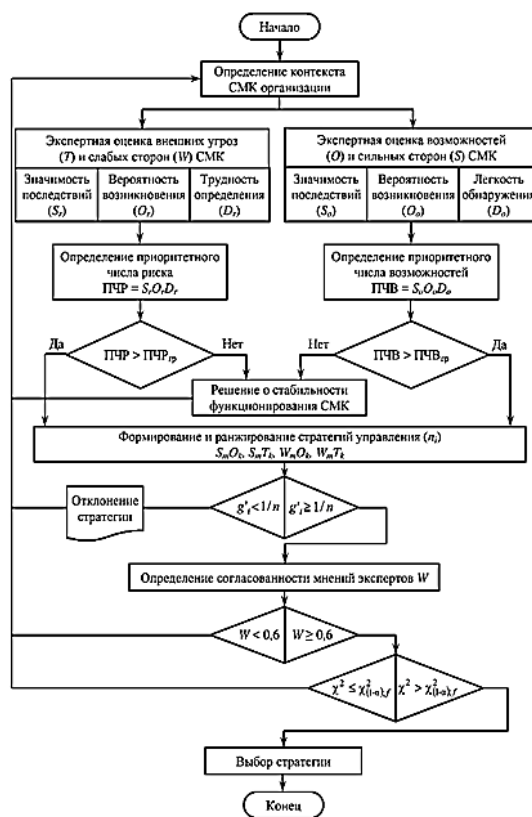 Начало
Определение контекста
СМК организации
Экспертная оценка внешних угроз
(T) и слабых сторон (W) СМК
Значимость
последствий
(Sr)
Вероятность
возникновения
(Or)
Трудность
определения
(Dr)
Экспертная оценка возможностей
(O) и сильных сторон (S) СМК
Значимость
последствий
(So)
Вероятность
возникновения
(Oo)
Легкость
обнаружения
(Do)
Определение приоритетного
числа риска
ПЧР = SrOrDr
Определение приоритетного
числа возможностей
ПЧВ = SoOoDo
Да
ПЧР > ПЧРгр
Нет
Нет
ПЧВ > ПЧВгр
Да
Решение о стабильности
функционирования СМК
Формирование и ранжирование стратегий управления (ni)
SmOk, SmTk, WmOk, WmTk
Отклонение
стратегии
g'i < 1/n
g'i ≥ 1/n
Определение согласованности мнений экспертов W
W < 0,6
W ≥ 0,6
χ² ≤ χ²(1-α),f
χ² > χ²(1-α),f
Выбор стратегии
Конец